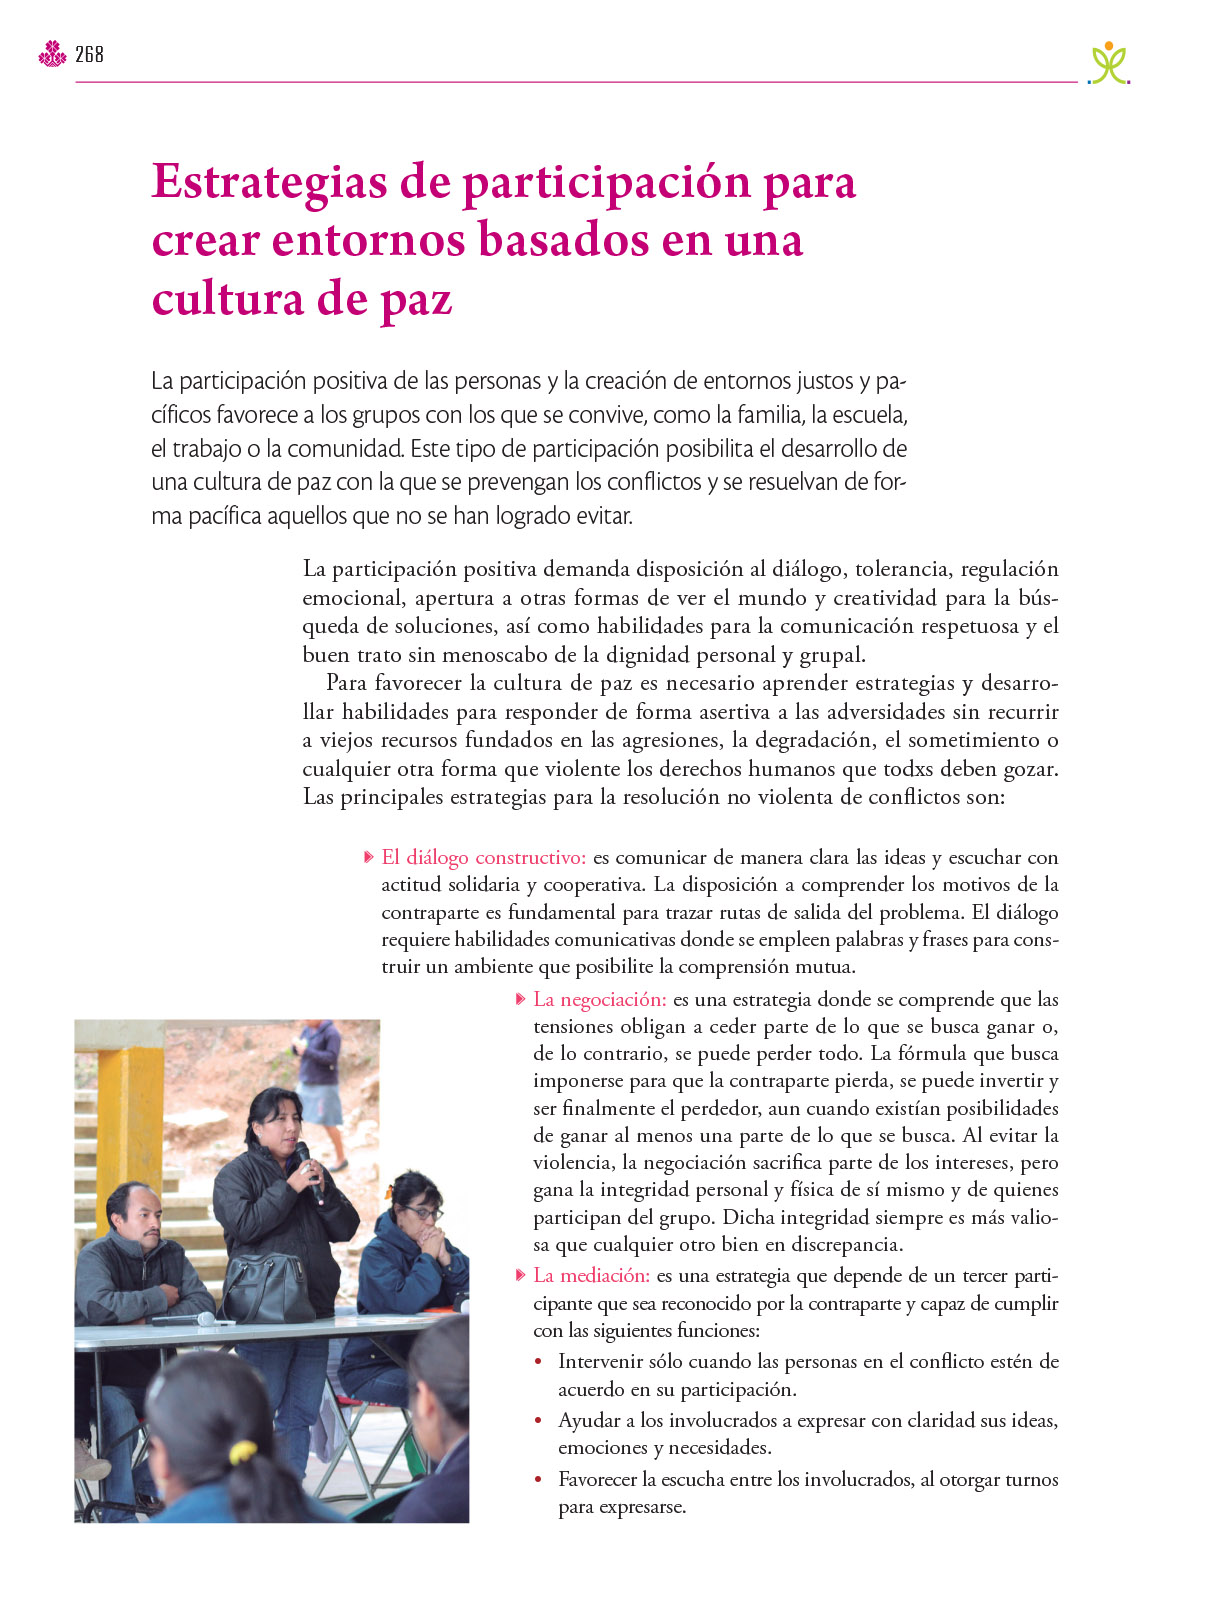 268
Estrategias de participación para
crear entornos basados en una
cultura de paz
La participación positiva de las personas y la creación de entornos justos y pa-
cíficos favorece a los grupos con los que se convive, como la familia, la escuela,
el trabajo o la comunidad. Este tipo de participación posibilita el desarrollo de
una cultura de paz con la que se prevengan los conflictos y se resuelvan de for-
ma pacífica aquellos que no se han logrado evitar.
La participación positiva demanda disposición al diálogo, tolerancia, regulación
emocional, apertura a otras formas de ver el mundo y creatividad para la bús-
queda de soluciones, así como habilidades para la comunicación respetuosa y el
buen trato sin menoscabo de la dignidad personal y grupal.
Para favorecer la cultura de paz es necesario aprender estrategias y desarro-
llar habilidades para responder de forma asertiva a las adversidades sin recurrir
a viejos recursos fundados en las agresiones, la degradación, el sometimiento o
cualquier otra forma que violente los derechos humanos que todxs deben gozar.
Las principales estrategias para la resolución no violenta de conflictos son:
El diálogo constructivo: es comunicar de manera clara las ideas y escuchar con
actitud solidaria y cooperativa. La disposición a comprender los motivos de la
contraparte es fundamental para trazar rutas de salida del problema. El diálogo
requiere habilidades comunicativas donde se empleen palabras y frases para cons-
truir un ambiente que posibilite la comprensión mutua.
La negociación: es una estrategia donde se comprende que las
tensiones obligan a ceder parte de lo que se busca ganar o,
de lo contrario, se puede perder todo. La fórmula que busca
imponerse para que la contraparte pierda, se puede invertir y
ser finalmente el perdedor, aun cuando existían posibilidades
de ganar al menos una parte de lo que se busca. Al evitar la
violencia, la negociación sacrifica parte de los intereses, pero
gana la integridad personal y física de sí mismo y de quienes
participan del grupo. Dicha integridad siempre es más valio-
sa que cualquier otro bien en discrepancia.
La mediación: es una estrategia que depende de un tercer parti-
cipante que sea reconocido por la contraparte y capaz de cumplir
con las siguientes funciones:
• Intervenir sólo cuando las personas en el conflicto estén de
acuerdo en su participación.
• Ayudar a los involucrados a expresar con claridad sus ideas,
emociones y necesidades.
• Favorecer la escucha entre los involucrados, al otorgar turnos
para expresarse.